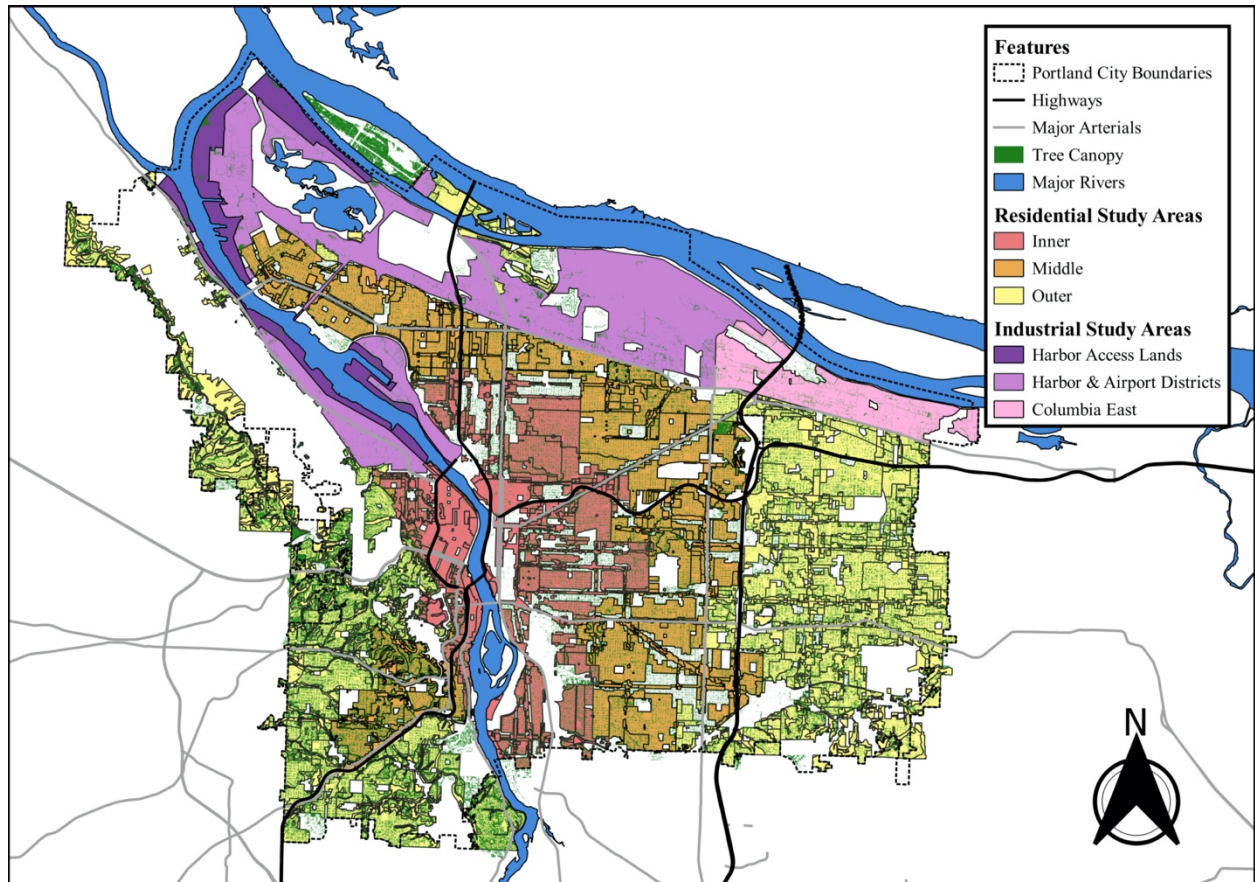 Features
Portland City Boundaries
Highways
Major Arterials
Tree Canopy
Major Rivers
Residential Study Areas
Inner
Middle
Outer
Industrial Study Areas
Harbor Access Lands
Harbor & Airport Districts
Columbia East
N